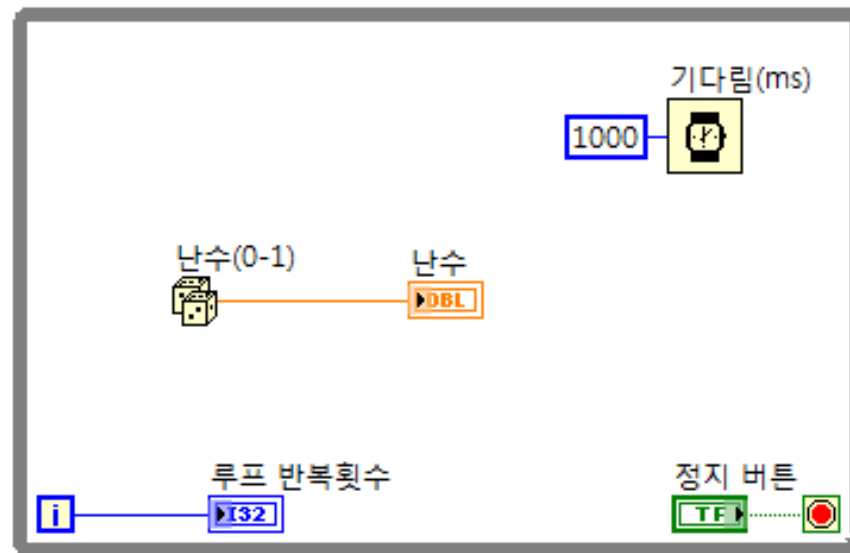 기다림(ms)
1000
난수(0-1)
난수
DBL
루프 반복횟수
i
I32
정지 버튼
TF